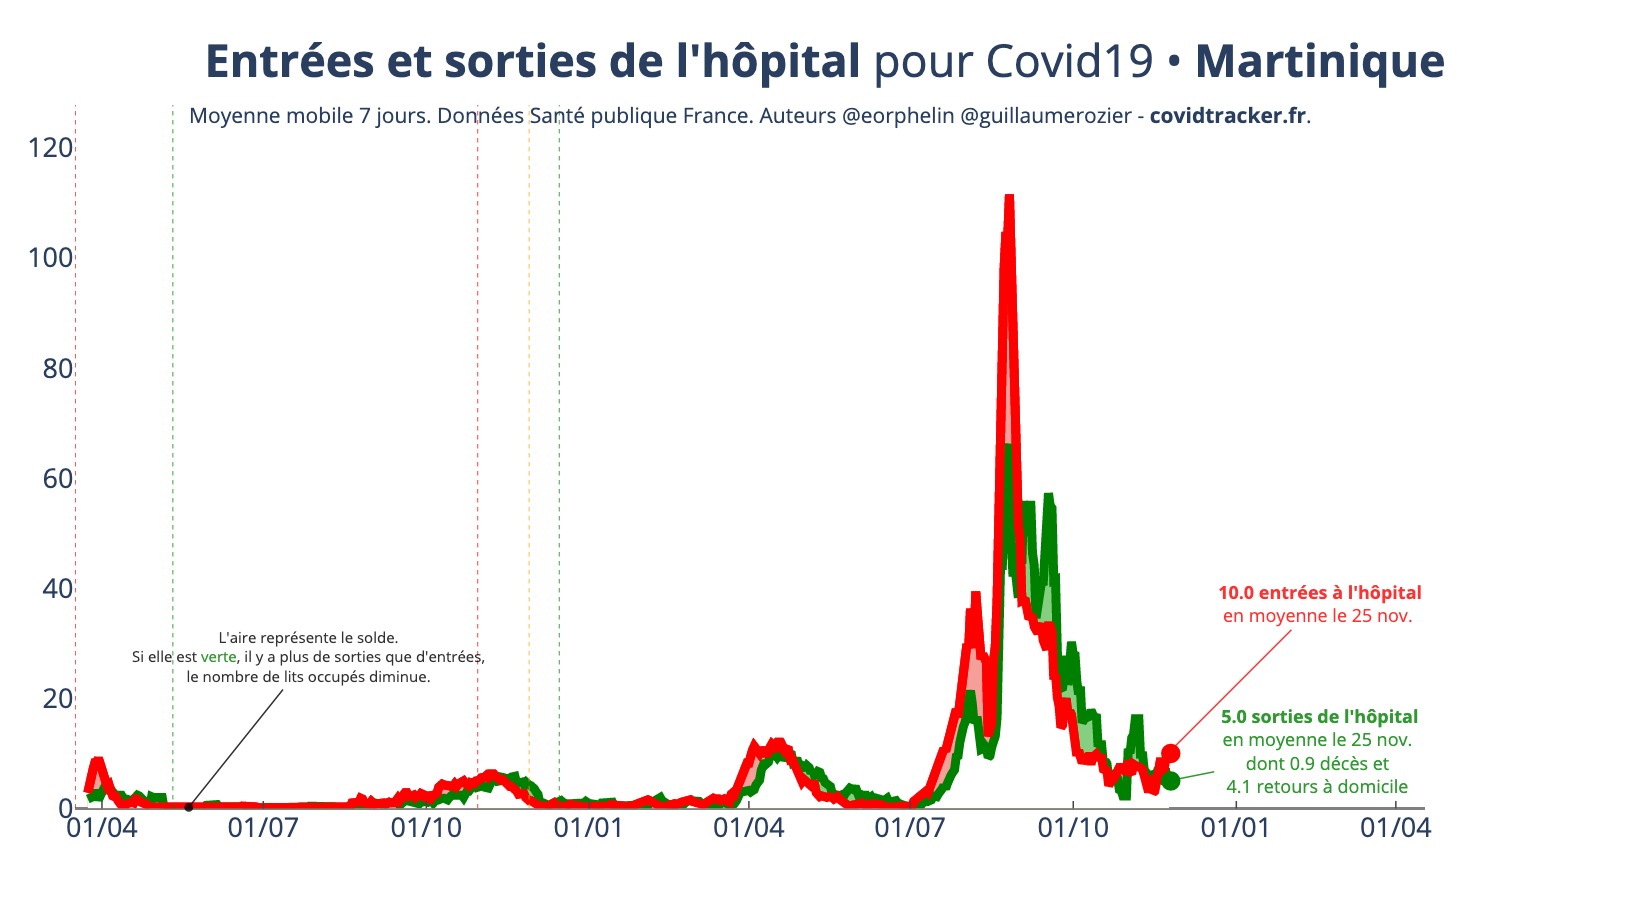 Entrées et sorties de l'hôpital pour Covid19 • Martinique
Moyenne mobile 7 jours. Données Santé publique France. Auteurs @eorphelin @guillaumerozier - covidtracker.fr.
120
100
80
60
40
20
0
L'aire représente le solde.
Si elle est verte, il y a plus de sorties que d'entrées,
le nombre de lits occupés diminue.
10.0 entrées à l'hôpital
en moyenne le 25 nov.
5.0 sorties de l'hôpital
en moyenne le 25 nov.
dont 0.9 décès et
4.1 retours à domicile
01/04 01/07 01/10 01/01 01/04 01/07 01/10 01/01 01/04